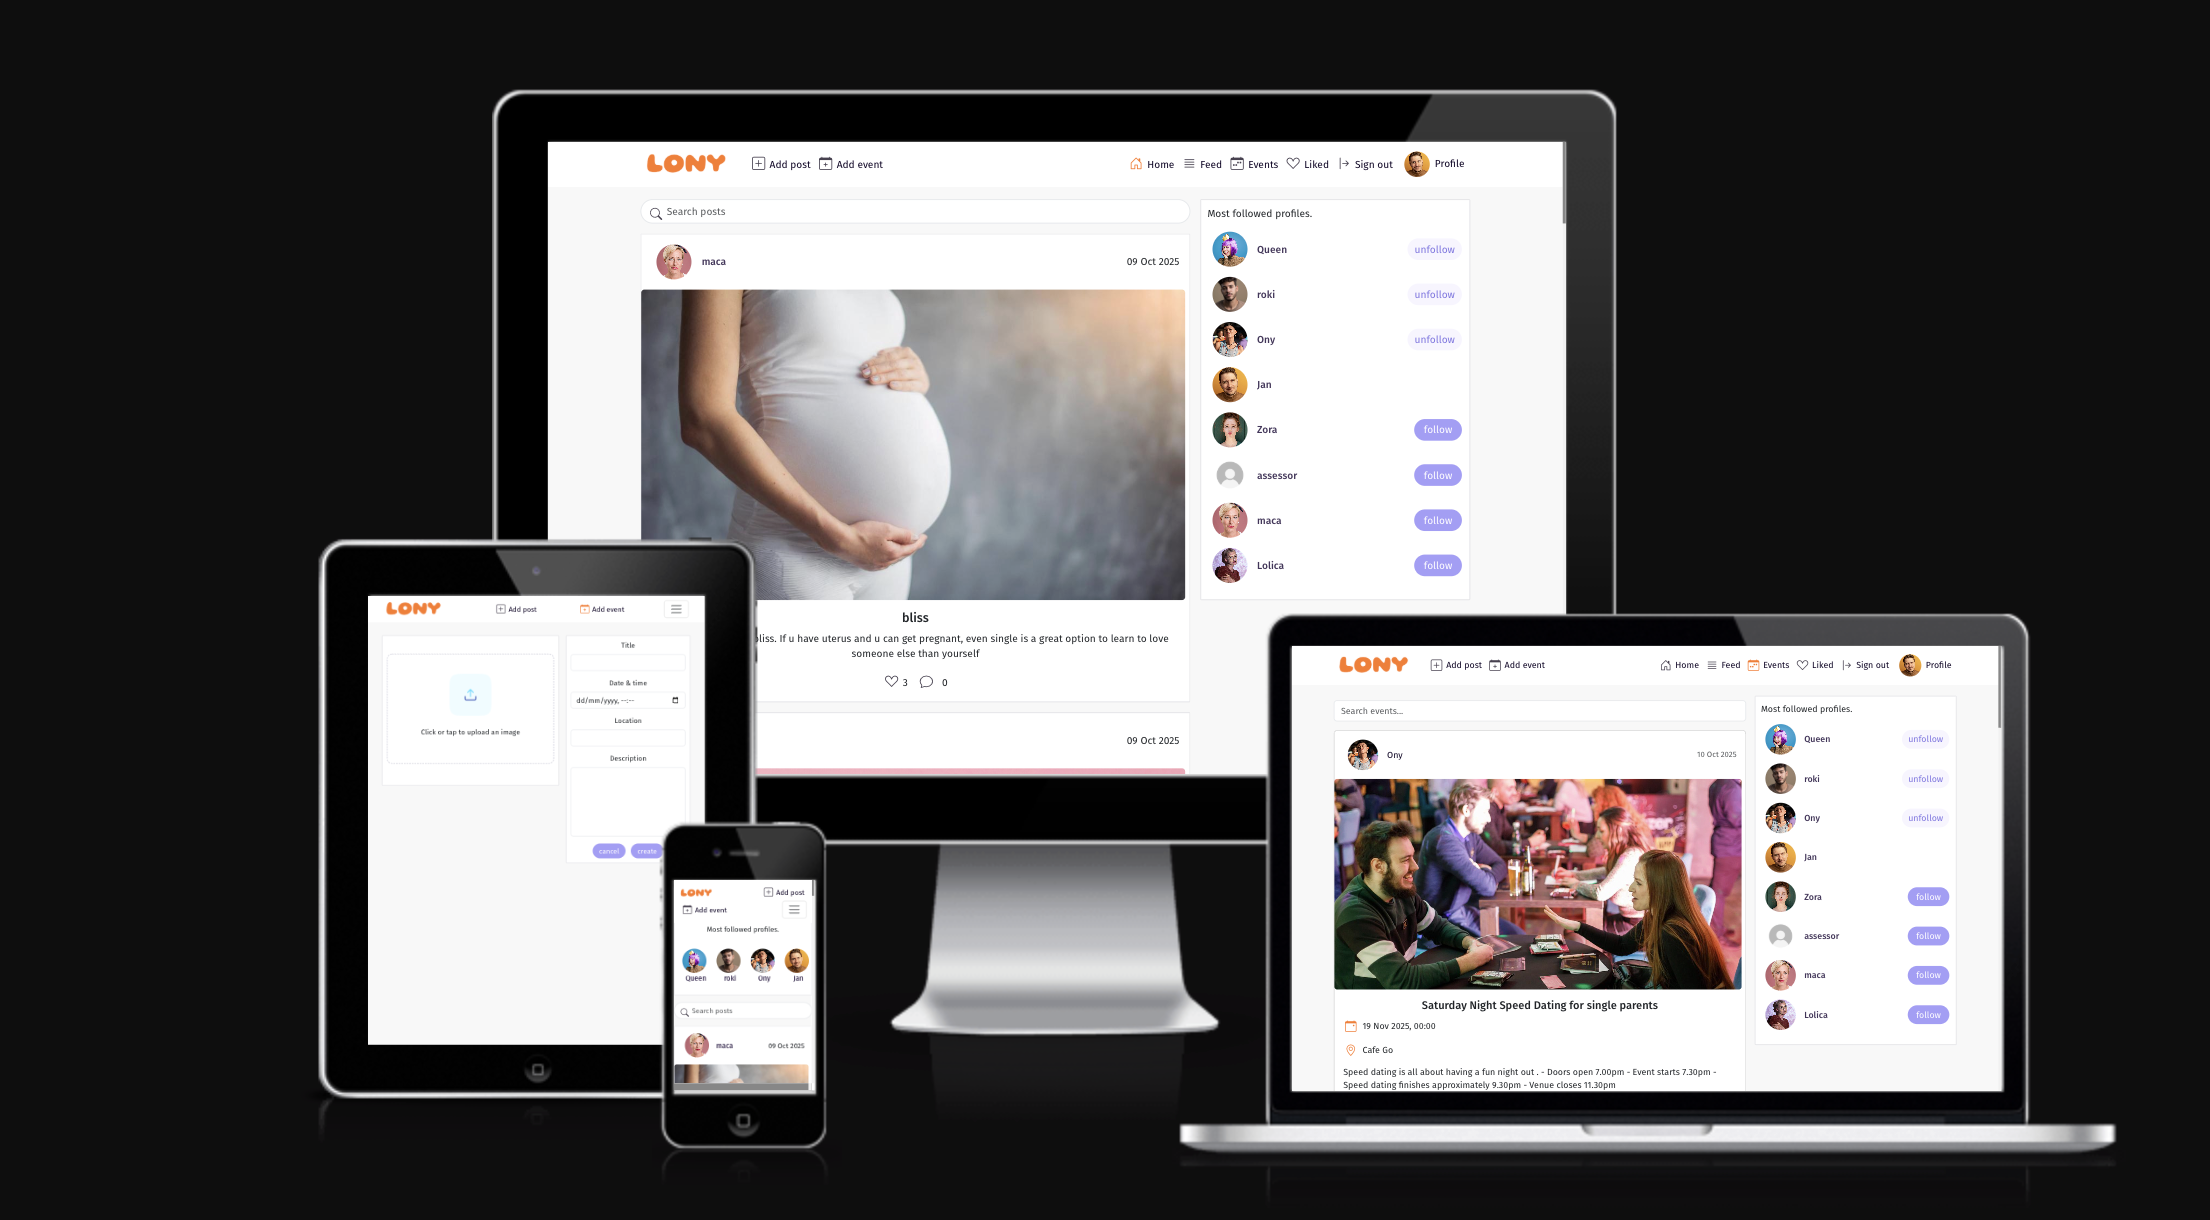 LONY
Add post
Add event
Home
Feed
Events
Liked
Sign out
Profile
Search posts
maca
09 Oct 2025
bliss
bliss. If u have uterus and u can get pregnant, even single is a great option to learn to love
someone else than yourself
3
0
09 Oct 2025
Most followed profiles.
Queen
unfollow
roki
unfollow
Ony
unfollow
Jan
Zora
follow
assessor
follow
maca
follow
Lolica
follow
LONY
Add post
Add event
Click or tap to upload an image
Title
Date & time
dd/mm/yyyy, --:--
Location
Description
cancel
create
LONY
Add post
Add event
Most followed profiles.
Queen
roki
Ony
Jan
Search posts
maca
09 Oct 2025
LONY
Add post
Add event
Home
Feed
Events
Liked
Sign out
Profile
Search events...
Ony
10 Oct 2025
Saturday Night Speed Dating for single parents
19 Nov 2025, 00:00
Cafe Go
Speed dating is all about having a fun night out . - Doors open 7.00pm - Event starts 7.30pm -
Speed dating finishes approximately 9.30pm - Venue closes 11.30pm
Most followed profiles.
Queen
unfollow
roki
unfollow
Ony
unfollow
Jan
Zora
follow
assessor
follow
maca
follow
Lolica
follow